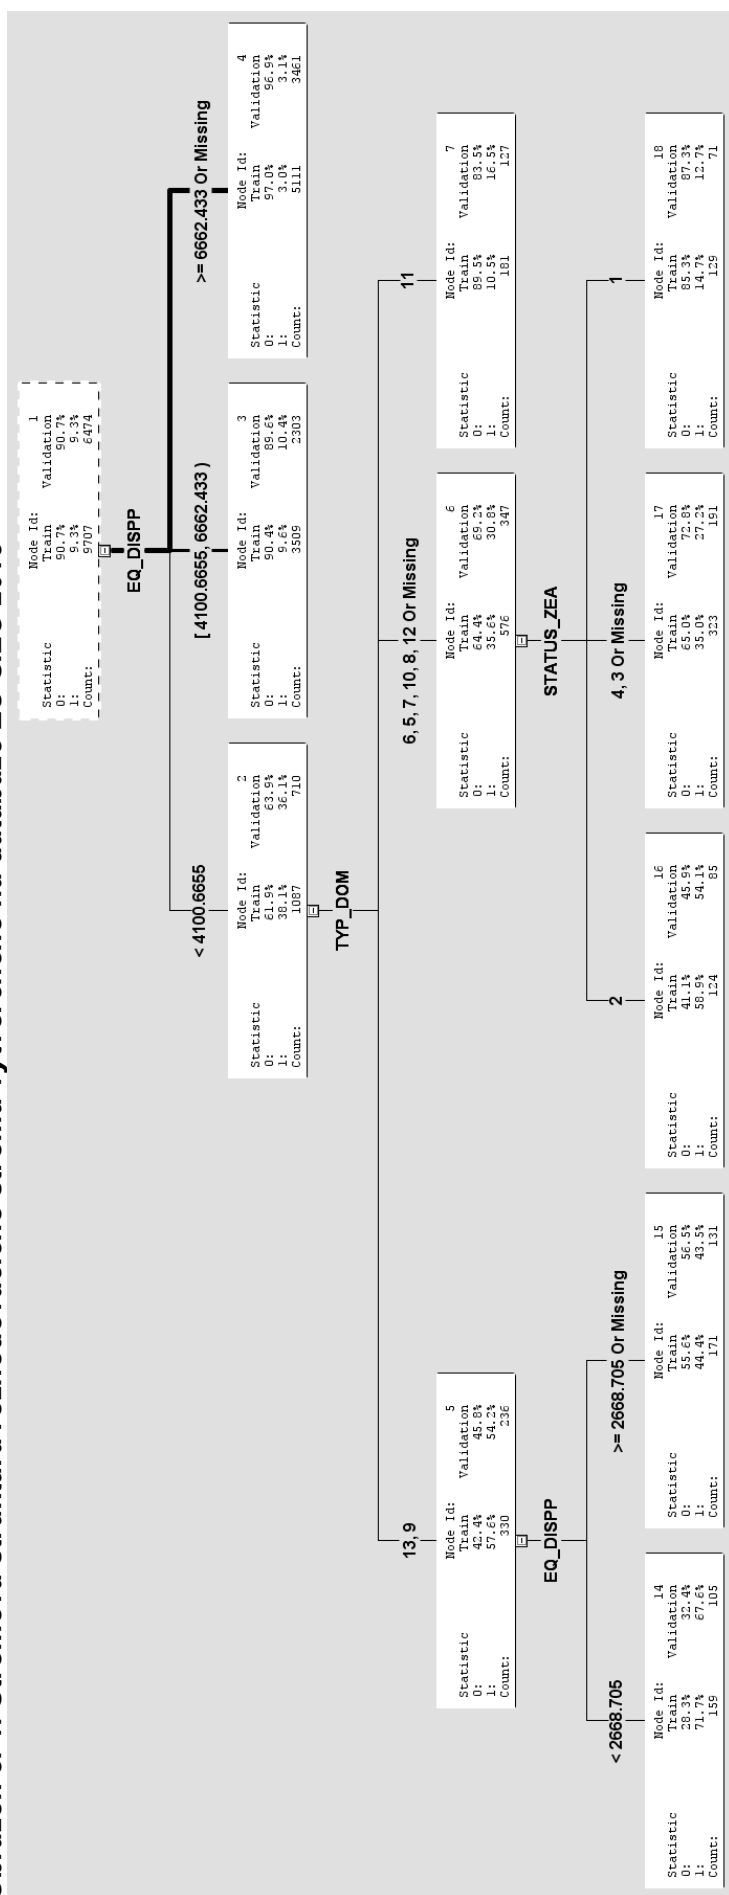 Node Id: 1
Statistic Train Validation
0: 90.7% 90.7%
1: 9.3% 9.3%
Count: 9707 6474
EQ_DISPP
< 4100.6655
[ 4100.6655, 6662.433 )
>= 6662.433 Or Missing
Node Id: 2
Statistic Train Validation
0: 61.9% 63.9%
1: 38.1% 36.1%
Count: 1087 710
Node Id: 3
Statistic Train Validation
0: 90.4% 89.6%
1: 9.6% 10.4%
Count: 3509 2303
Node Id: 4
Statistic Train Validation
0: 97.0% 96.9%
1: 3.0% 3.1%
Count: 5111 3461
TYP_DOM
13, 9
6, 5, 7, 10, 8, 12 Or Missing
11
Node Id: 5
Statistic Train Validation
0: 42.4% 45.8%
1: 57.6% 54.2%
Count: 330 236
Node Id: 6
Statistic Train Validation
0: 64.4% 69.2%
1: 35.6% 30.8%
Count: 576 347
Node Id: 7
Statistic Train Validation
0: 89.5% 83.5%
1: 10.5% 16.5%
Count: 181 127
EQ_DISPP
STATUS_ZEA
< 2668.705
>= 2668.705 Or Missing
2
4, 3 Or Missing
1
Node Id: 14
Statistic Train Validation
0: 28.3% 32.4%
1: 71.7% 67.6%
Count: 159 105
Node Id: 15
Statistic Train Validation
0: 55.6% 56.5%
1: 44.4% 43.5%
Count: 171 131
Node Id: 16
Statistic Train Validation
0: 41.1% 45.9%
1: 58.9% 54.1%
Count: 124 85
Node Id: 17
Statistic Train Validation
0: 65.0% 72.8%
1: 35.0% 27.2%
Count: 323 191
Node Id: 18
Statistic Train Validation
0: 85.3% 87.3%
1: 14.7% 12.7%
Count: 129 71